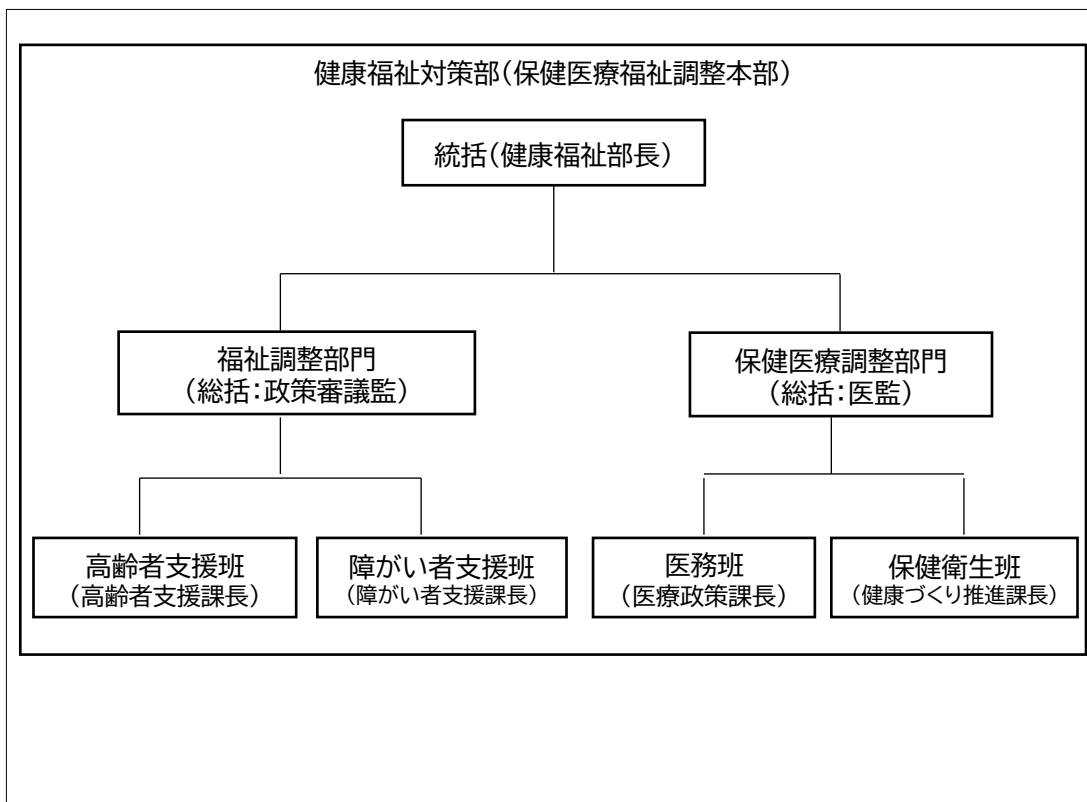 健康福祉対策部(保健医療福祉調整本部)
統括(健康福祉部長)
福祉調整部門
(総括:政策審議監)
保健医療調整部門
(総括:医監)
高齢者支援班
(高齢者支援課長)
障がい者支援班
(障がい者支援課長)
医務班
(医療政策課長)
保健衛生班
(健康づくり推進課長)